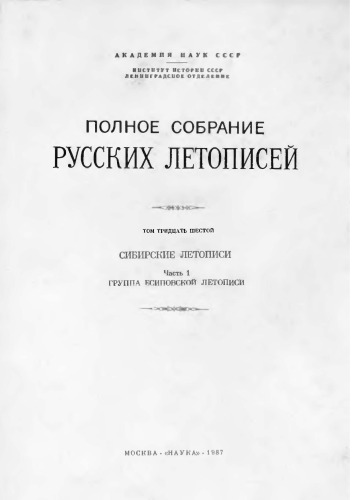 АКАДЕМИЯ НАУК СССР
ИНСТИТУТ ИСТОРИИ СССР
ЛЕНИНГРАДСКОЕ ОТДЕЛЕНИЕ
ПОЛНОЕ СОБРАНИЕ
РУССКИХ ЛЕТОПИСЕЙ
ТОМ ТРИДЦАТЬ ШЕСТОЙ
СИБИРСКИЕ ЛЕТОПИСИ
Часть 1
ГРУППА ЕСИПОВСКОЙ ЛЕТОПИСИ
МОСКВА · «НАУКА» · 1987